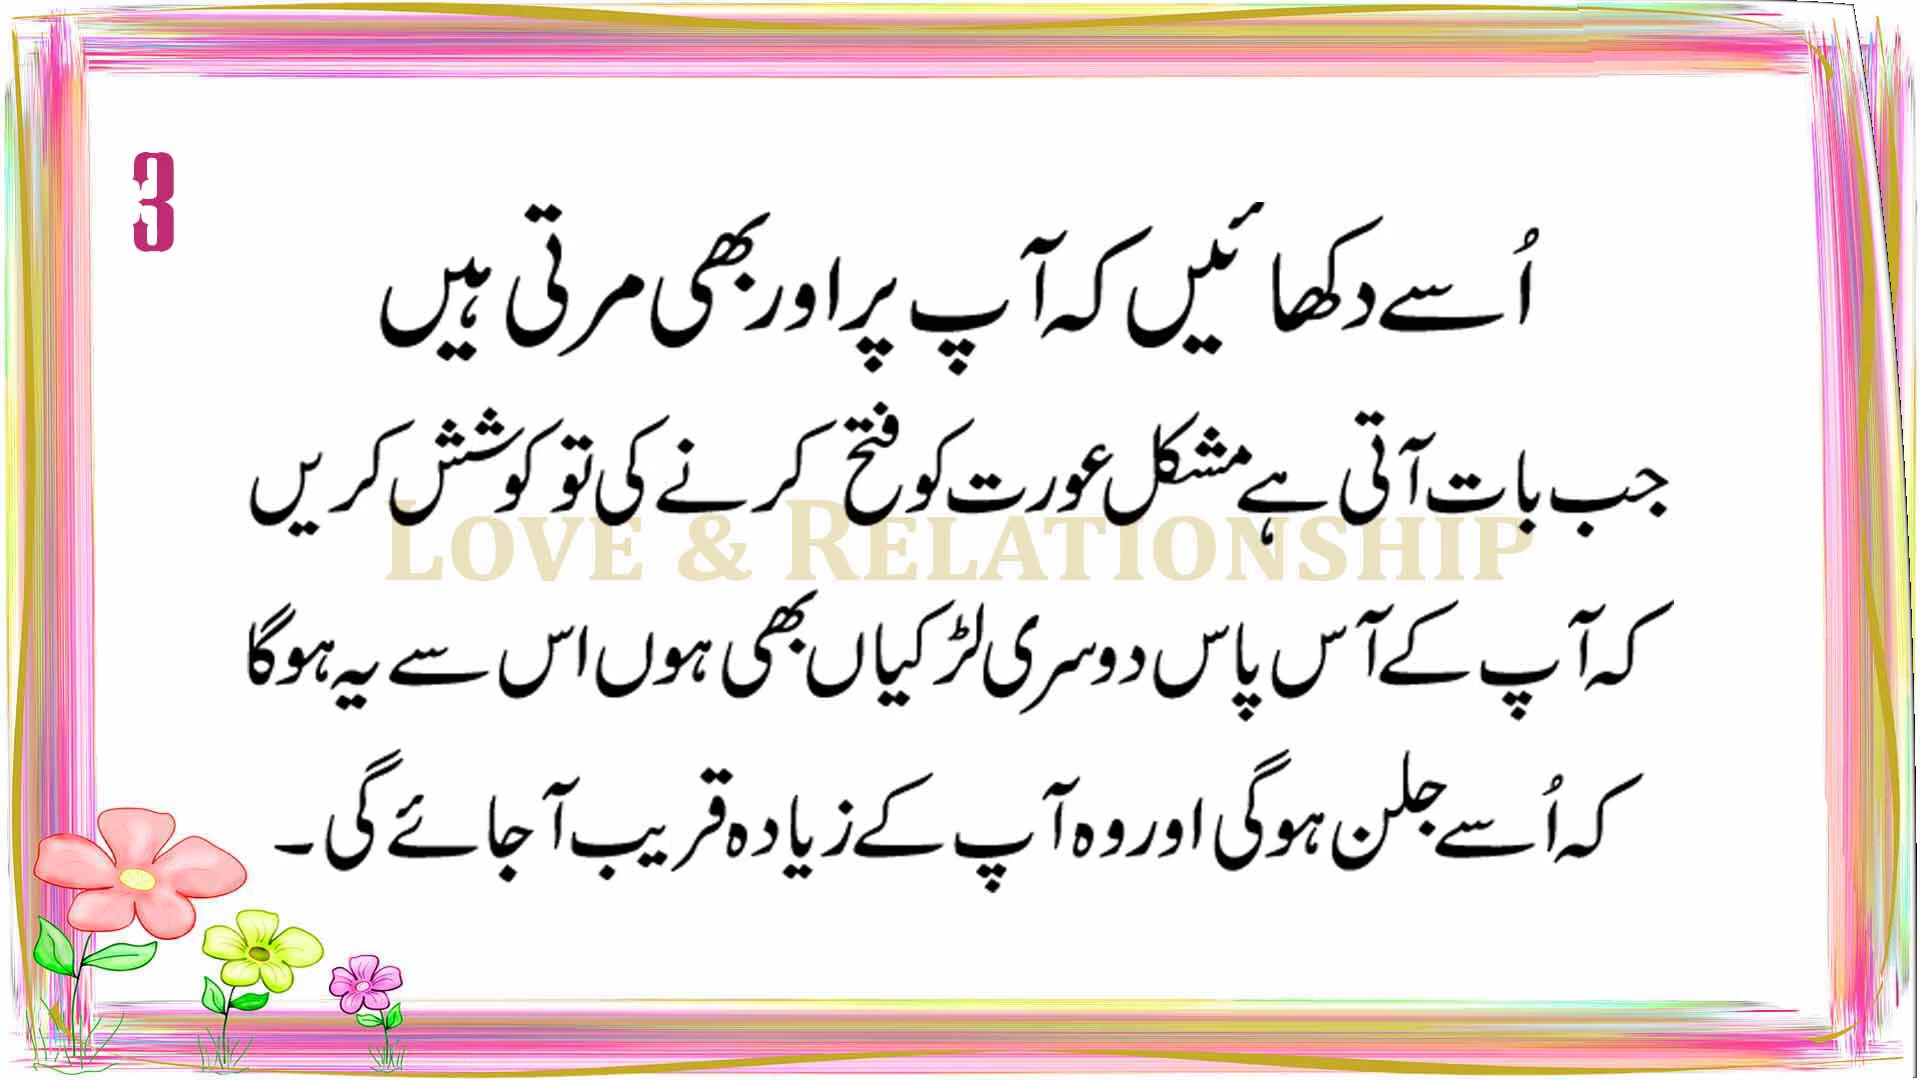 3
اُسے دکھائیں کہ آپ پر اور بھی مرتی ہیں
جب بات آتی ہے مشکل عورت کو فتح کرنے کی تو کوشش کریں
LOVE & RELATIONSHIP
کہ آپ کے آس پاس دوسری لڑکیاں بھی ہوں اس سے یہ ہوگا
کہ اُسے جلن ہوگی اور وہ آپ کے زیادہ قریب آجائے گی۔